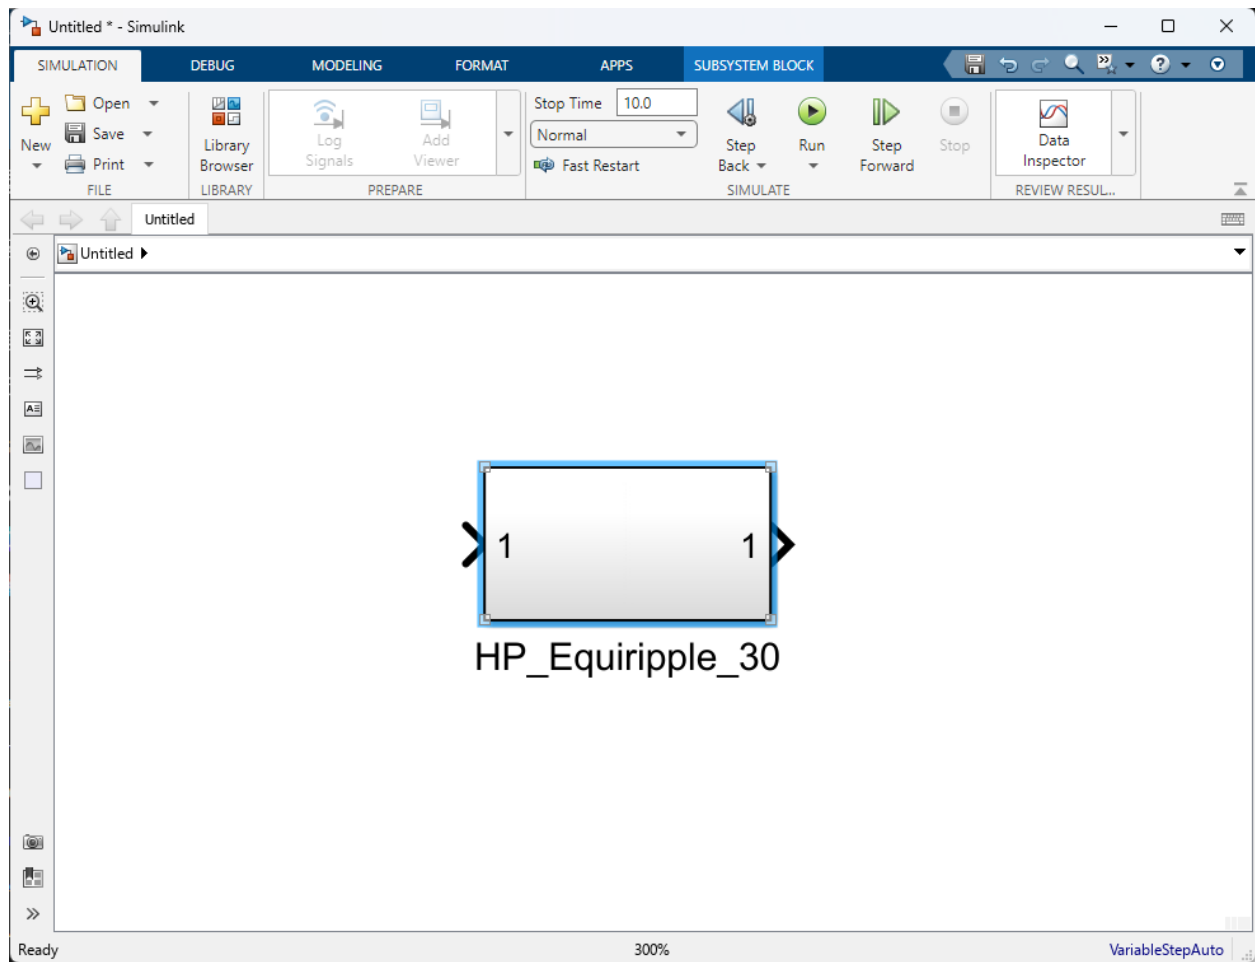 Untitled * - Simulink
SIMULATION DEBUG MODELING FORMAT APPS SUBSYSTEM BLOCK
New
Open
Save
Print
FILE
Library
Browser
LIBRARY
Log
Signals
Add
Viewer
PREPARE
Stop Time 10.0
Normal
Fast Restart
Step
Back
Run
Step
Forward
Stop
SIMULATE
Data
Inspector
REVIEW RESUL...
Untitled
Untitled
1 1
HP_Equiripple_30
Ready 300% VariableStepAuto